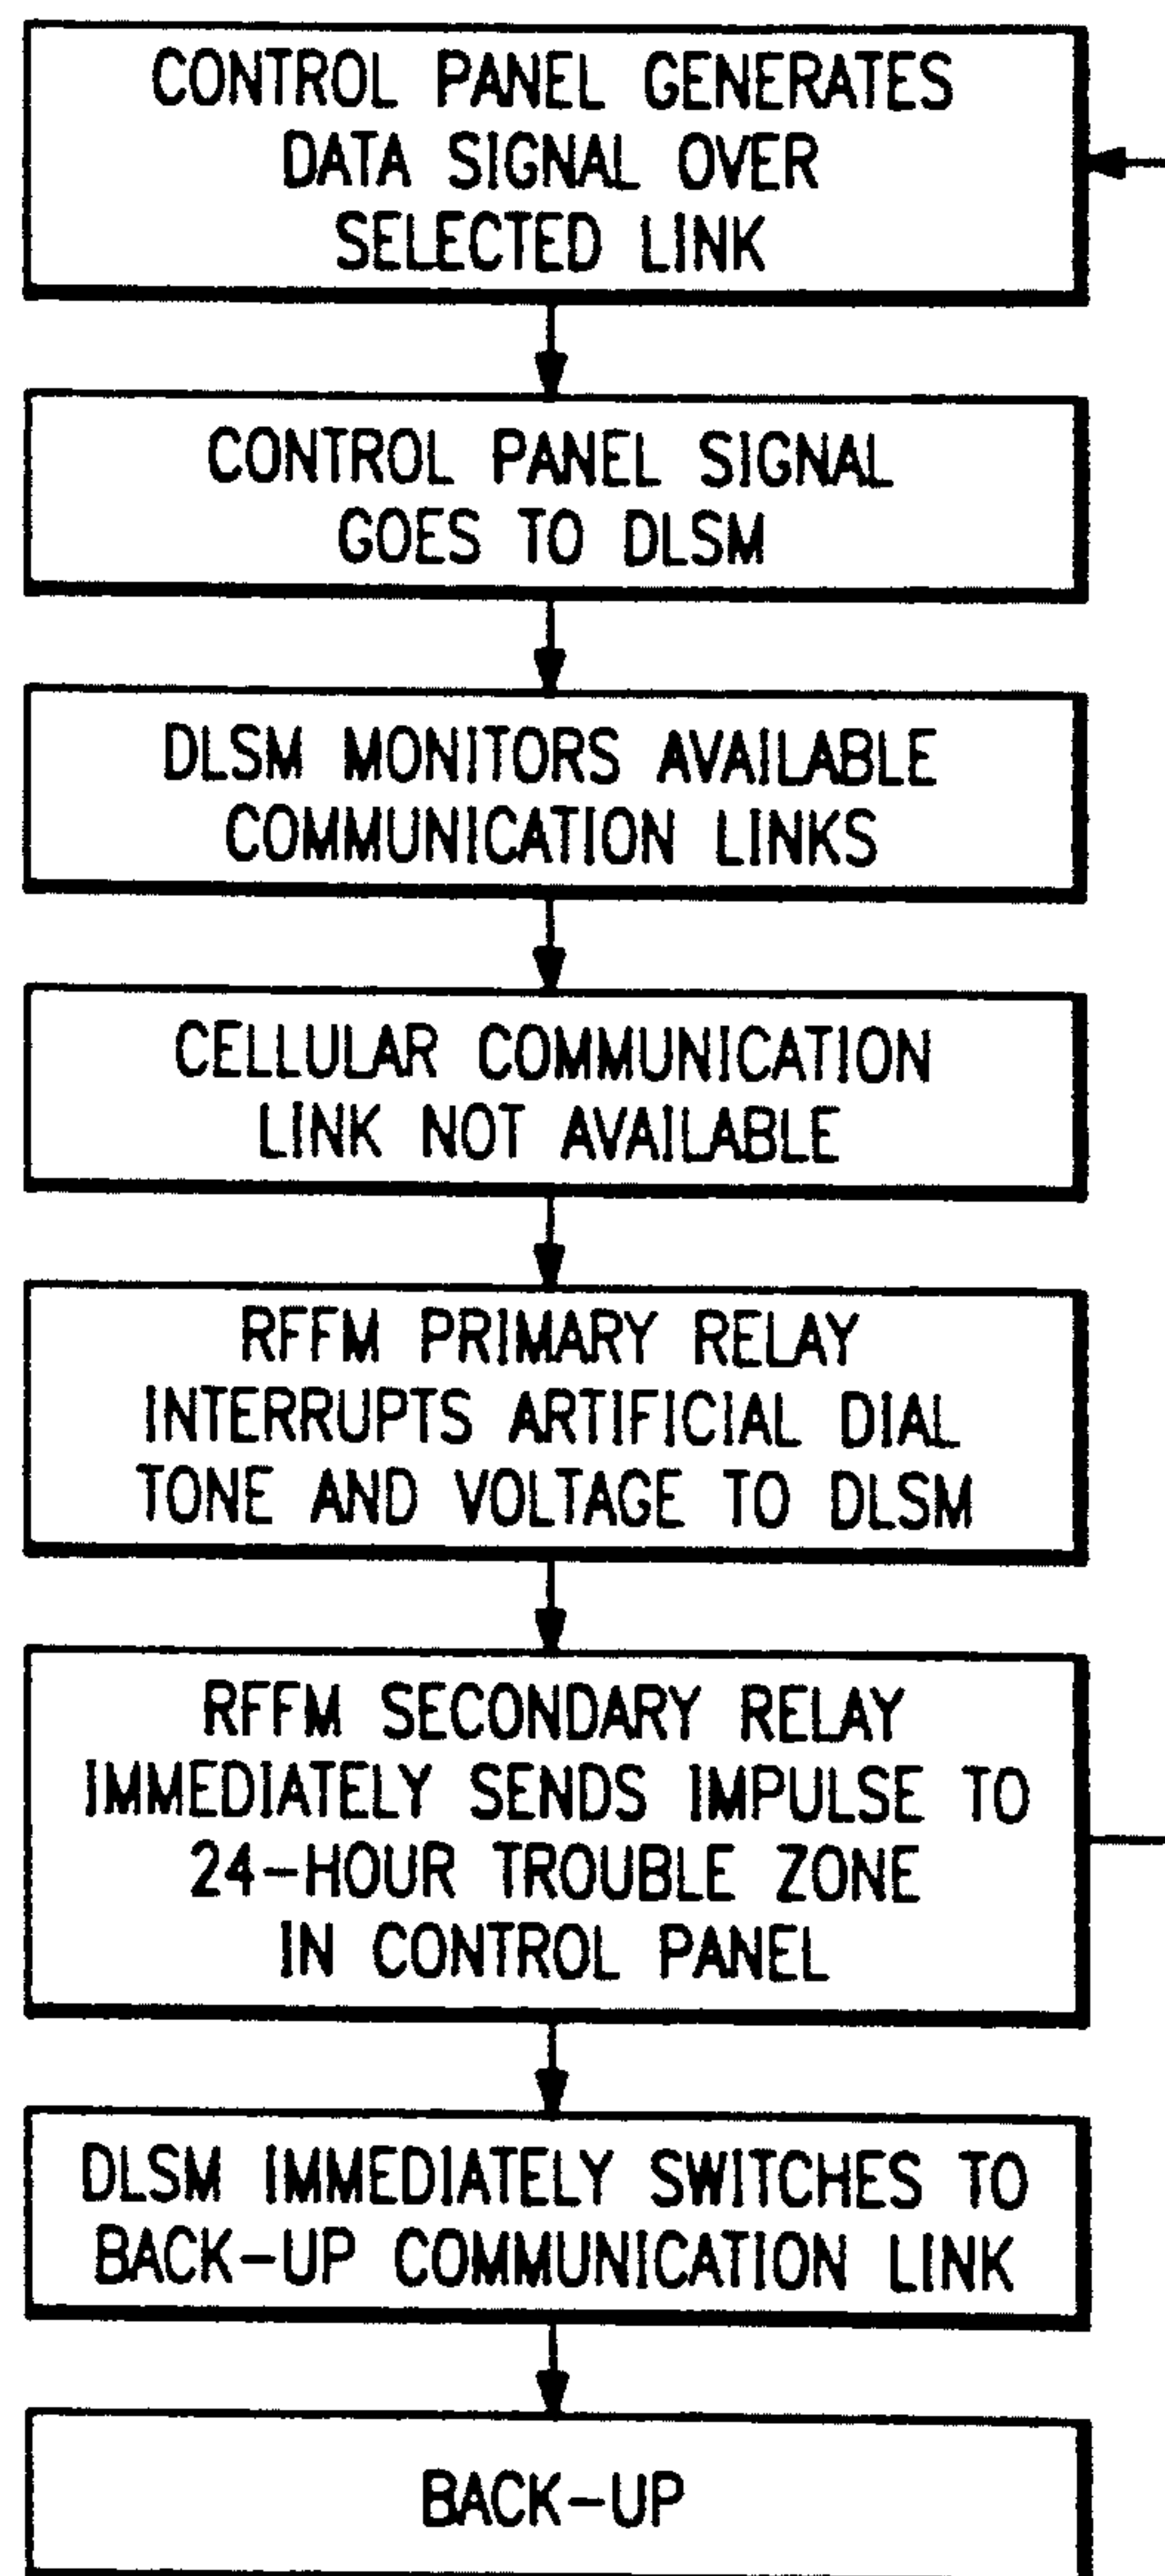 CONTROL PANEL GENERATES
DATA SIGNAL OVER
SELECTED LINK
CONTROL PANEL SIGNAL
GOES TO DLSM
DLSM MONITORS AVAILABLE
COMMUNICATION LINKS
CELLULAR COMMUNICATION
LINK NOT AVAILABLE
RFFM PRIMARY RELAY
INTERRUPTS ARTIFICIAL DIAL
TONE AND VOLTAGE TO DLSM
RFFM SECONDARY RELAY
IMMEDIATELY SENDS IMPULSE TO
24-HOUR TROUBLE ZONE
IN CONTROL PANEL
DLSM IMMEDIATELY SWITCHES TO
BACK-UP COMMUNICATION LINK
BACK-UP